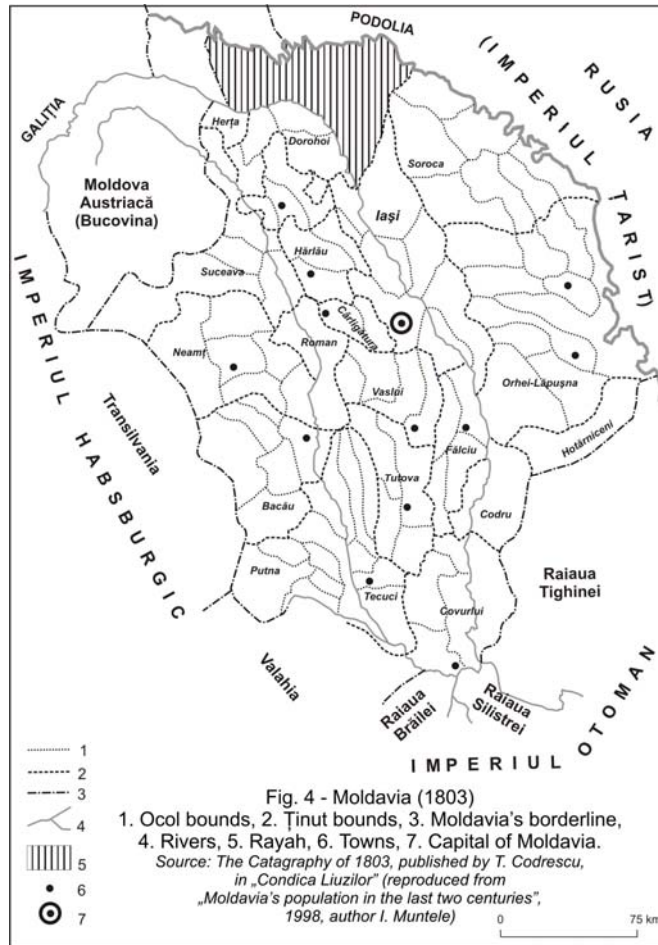 PODOLIA
(IMPERIUL TARIST)
RUSIA
GALIȚIA
Herța
Dorohoi
Soroca
Moldova
Austriacă
(Bucovina)
Iași
Hârlău
Suceava
Cârligatura
Roman
Neamț
Vaslui
Orhei-Lăpușna
Transilvania
IMPERIUL HABSBURGIC
Hotărniceni
Fălciu
Tutova
Bacău
Codru
Putna
Tecuci
Covurlui
Raiaua
Tighinei
Valahia
Raiaua
Brăilei
Raiaua
Silistrei
IMPERIUL OTOMAN
1
2
3
4
5
6
7
Fig. 4 - Moldavia (1803)
1. Ocol bounds, 2. Ținut bounds, 3. Moldavia's borderline,
4. Rivers, 5. Rayah, 6. Towns, 7. Capital of Moldavia.
Source: The Catagraphy of 1803, published by T. Codrescu,
in „Condica Liuzilor" (reproduced from
„Moldavia's population in the last two centuries",
1998, author I. Muntele)
0 75 km